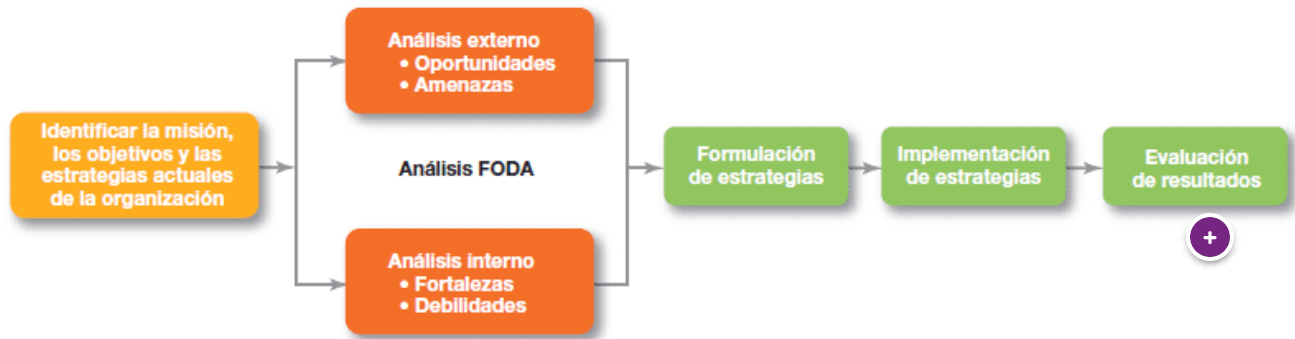 Identificar la misión,
los objetivos y las
estrategias actuales
de la organización
Análisis externo
• Oportunidades
• Amenazas
Análisis FODA
Análisis interno
• Fortalezas
• Debilidades
Formulación
de estrategias
Implementación
de estrategias
Evaluación
de resultados
+